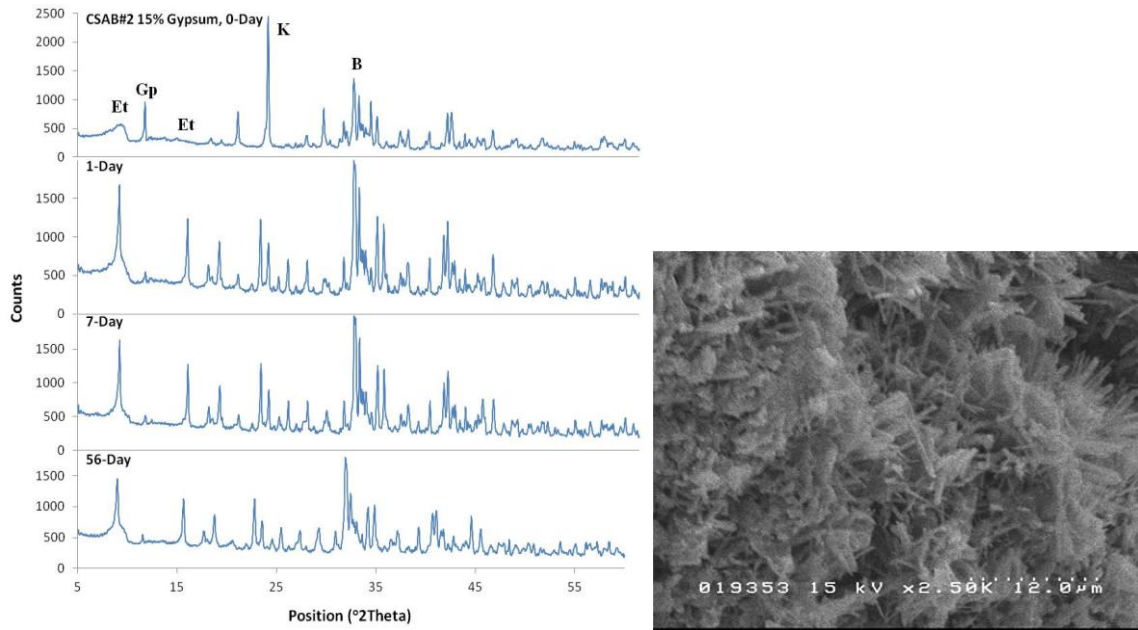 CSAB#2 15% Gypsum, 0-Day
2500
2000
1500
1000
500
0
K
B
Gp
Et
Et
1-Day
1500
1000
500
0
7-Day
1500
1000
500
0
56-Day
1500
1000
500
0
5
15
25
35
45
55
Counts
Position (°2Theta)
019353 15 kV x2.50K 12.0µm